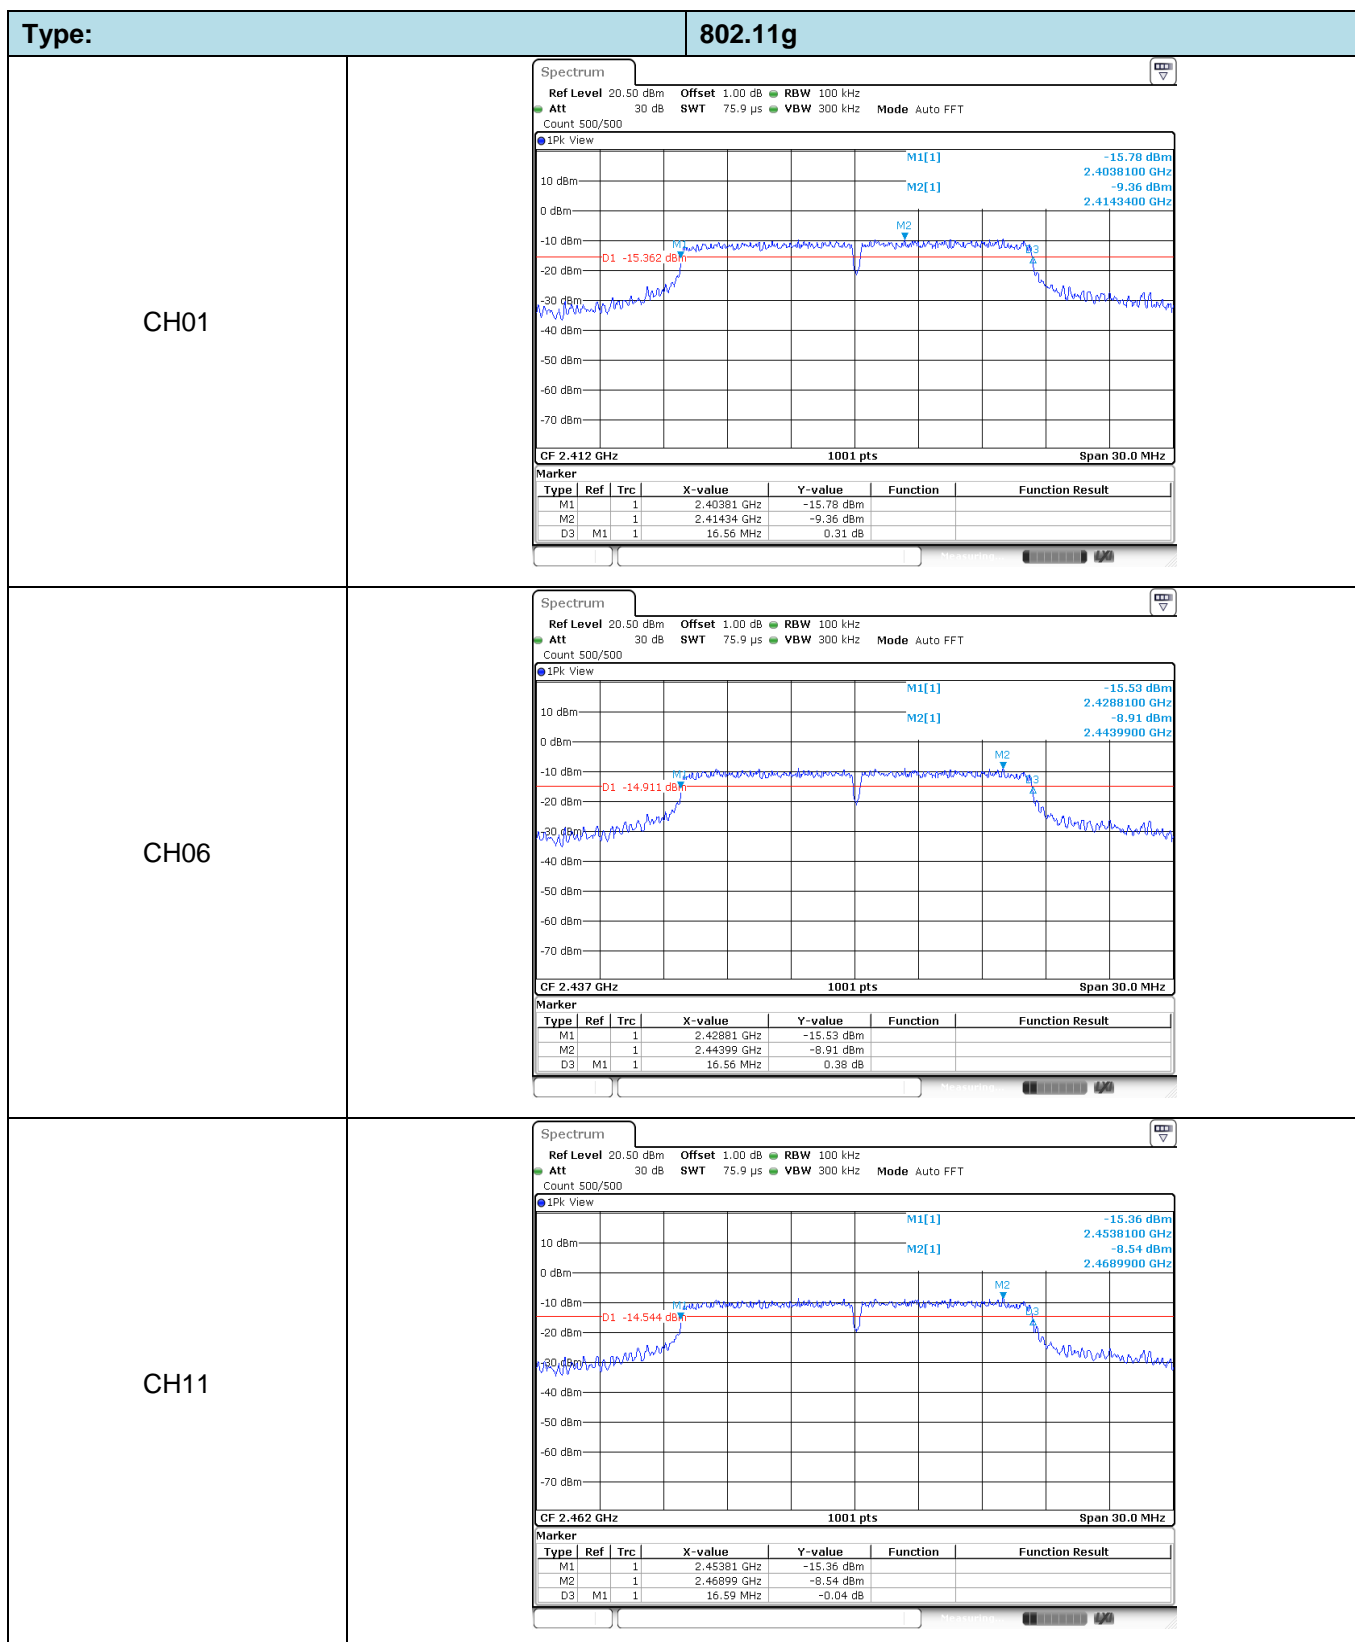 Type: 802.11g
CH01
Spectrum
Ref Level 20.50 dBm Offset 1.00 dB RBW 100 kHz
Att 30 dB SWT 75.9 µs VBW 300 kHz Mode Auto FFT
Count 500/500
1Pk View
M1[1] -15.78 dBm
2.4038100 GHz
10 dBm
M2[1] -9.36 dBm
2.4143400 GHz
0 dBm
M2
-10 dBm
M1
D3
D1 -15.362 dBm
-20 dBm
-30 dBm
-40 dBm
-50 dBm
-60 dBm
-70 dBm
CF 2.412 GHz 1001 pts Span 30.0 MHz
Marker
Type Ref Trc X-value Y-value Function Function Result
M1 1 2.40381 GHz -15.78 dBm
M2 1 2.41434 GHz -9.36 dBm
D3 M1 1 16.56 MHz 0.31 dB
Measuring...
CH06
Spectrum
Ref Level 20.50 dBm Offset 1.00 dB RBW 100 kHz
Att 30 dB SWT 75.9 µs VBW 300 kHz Mode Auto FFT
Count 500/500
1Pk View
M1[1] -15.53 dBm
2.4288100 GHz
10 dBm
M2[1] -8.91 dBm
2.4439900 GHz
0 dBm
M2
-10 dBm
M1
D3
D1 -14.911 dBm
-20 dBm
-30 dBm
-40 dBm
-50 dBm
-60 dBm
-70 dBm
CF 2.437 GHz 1001 pts Span 30.0 MHz
Marker
Type Ref Trc X-value Y-value Function Function Result
M1 1 2.42881 GHz -15.53 dBm
M2 1 2.44399 GHz -8.91 dBm
D3 M1 1 16.56 MHz 0.38 dB
Measuring...
CH11
Spectrum
Ref Level 20.50 dBm Offset 1.00 dB RBW 100 kHz
Att 30 dB SWT 75.9 µs VBW 300 kHz Mode Auto FFT
Count 500/500
1Pk View
M1[1] -15.36 dBm
2.4538100 GHz
10 dBm
M2[1] -8.54 dBm
2.4689900 GHz
0 dBm
M2
-10 dBm
M1
D3
D1 -14.544 dBm
-20 dBm
-30 dBm
-40 dBm
-50 dBm
-60 dBm
-70 dBm
CF 2.462 GHz 1001 pts Span 30.0 MHz
Marker
Type Ref Trc X-value Y-value Function Function Result
M1 1 2.45381 GHz -15.36 dBm
M2 1 2.46899 GHz -8.54 dBm
D3 M1 1 16.59 MHz -0.04 dB
Measuring...